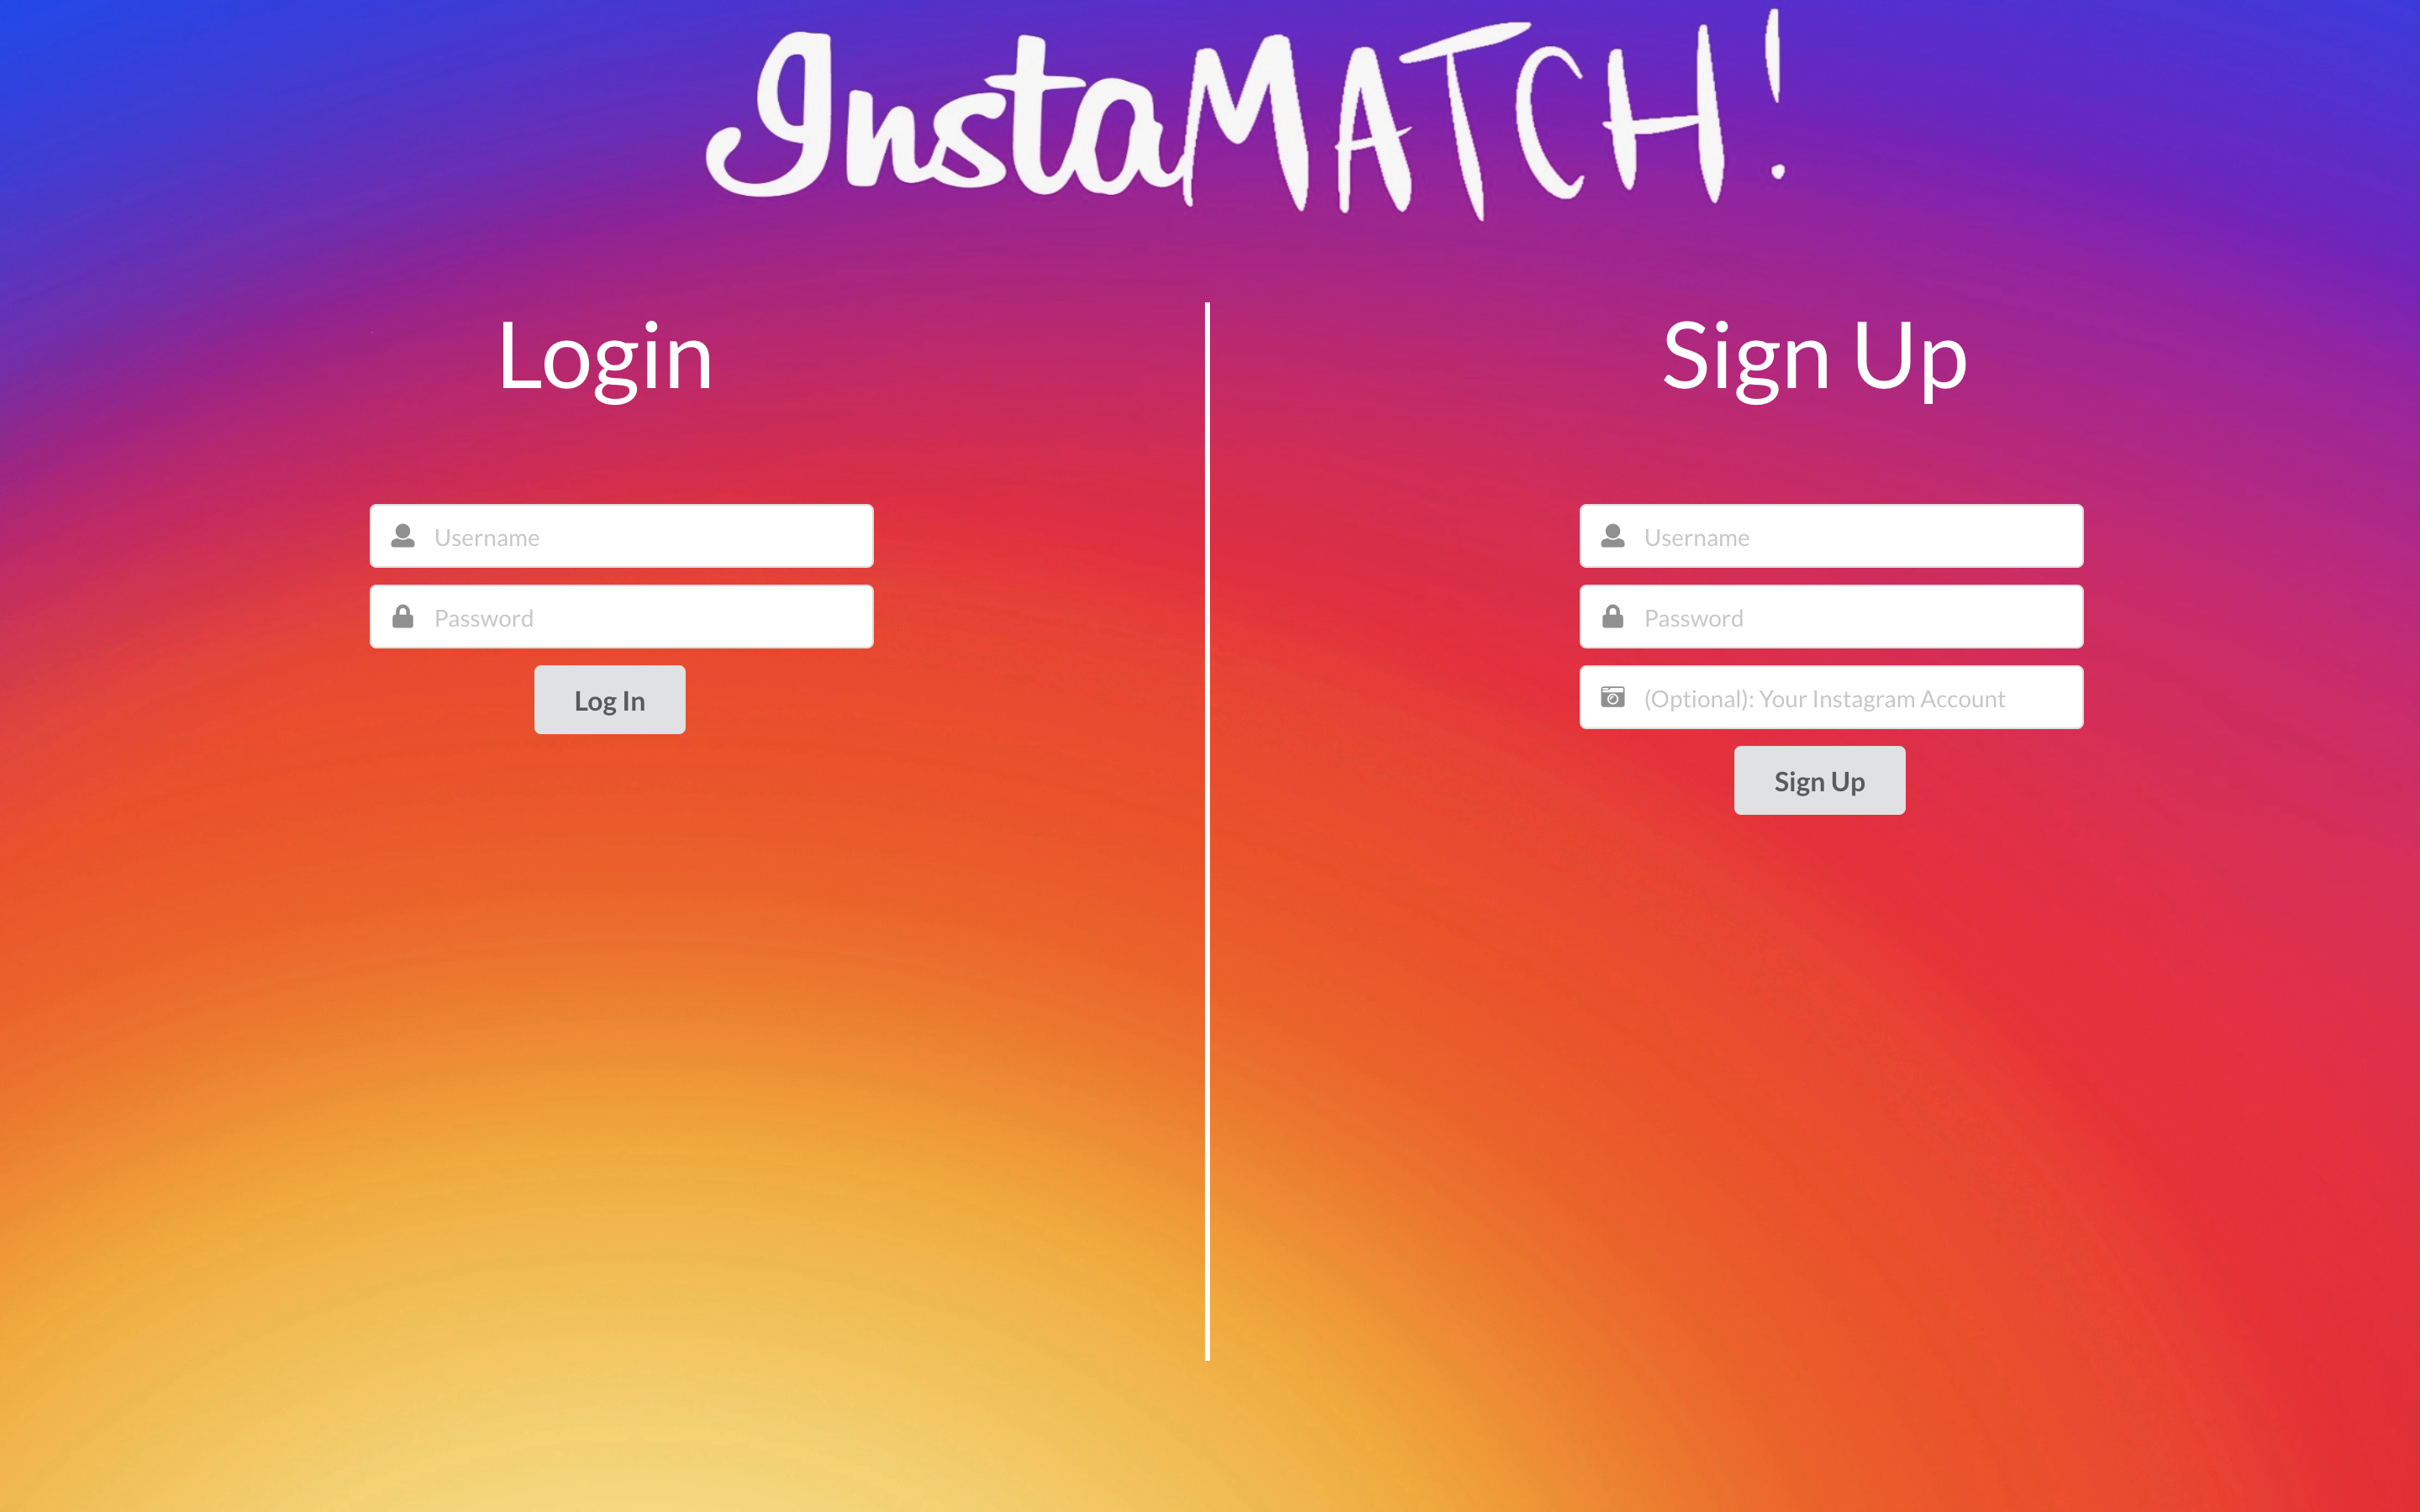 InstaMATCH!
Login
Username
Password
Log In
Sign Up
Username
Password
(Optional): Your Instagram Account
Sign Up